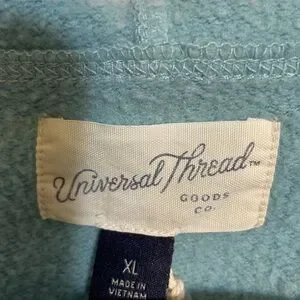 Universal Thread™
GOODS
CO.
XL
MADE IN
VIETNAM